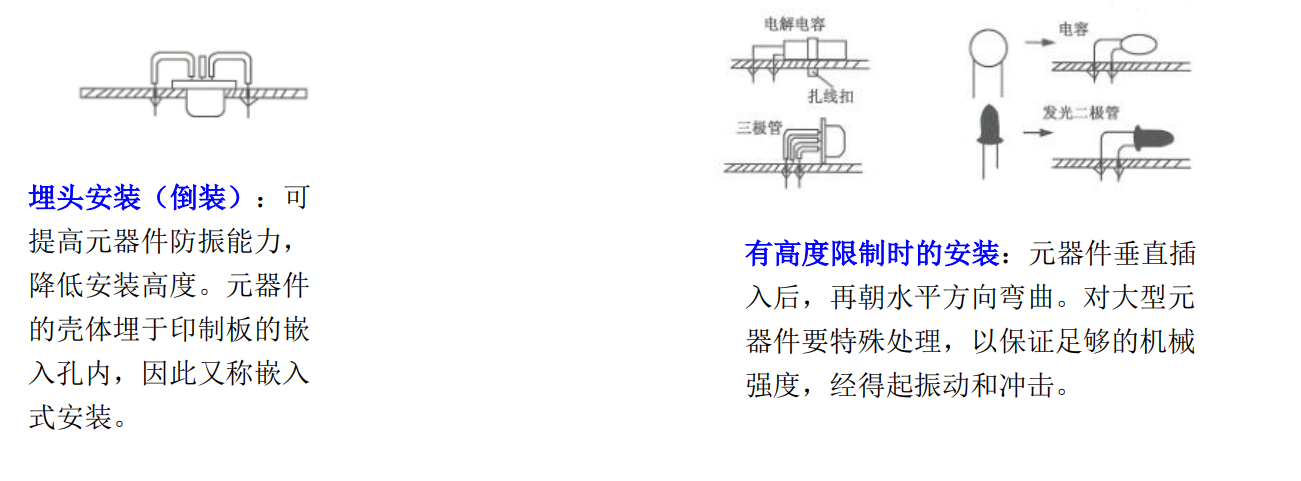 埋头安装（倒装）：可
提高元器件防振能力，
降低安装高度。元器件
的壳体埋于印制板的嵌
入孔内，因此又称嵌入
式安装。
电解电容
扎线扣
三极管
电容
发光二极管
有高度限制时的安装：元器件垂直插
入后，再朝水平方向弯曲。对大型元
器件要特殊处理，以保证足够的机械
强度，经得起振动和冲击。